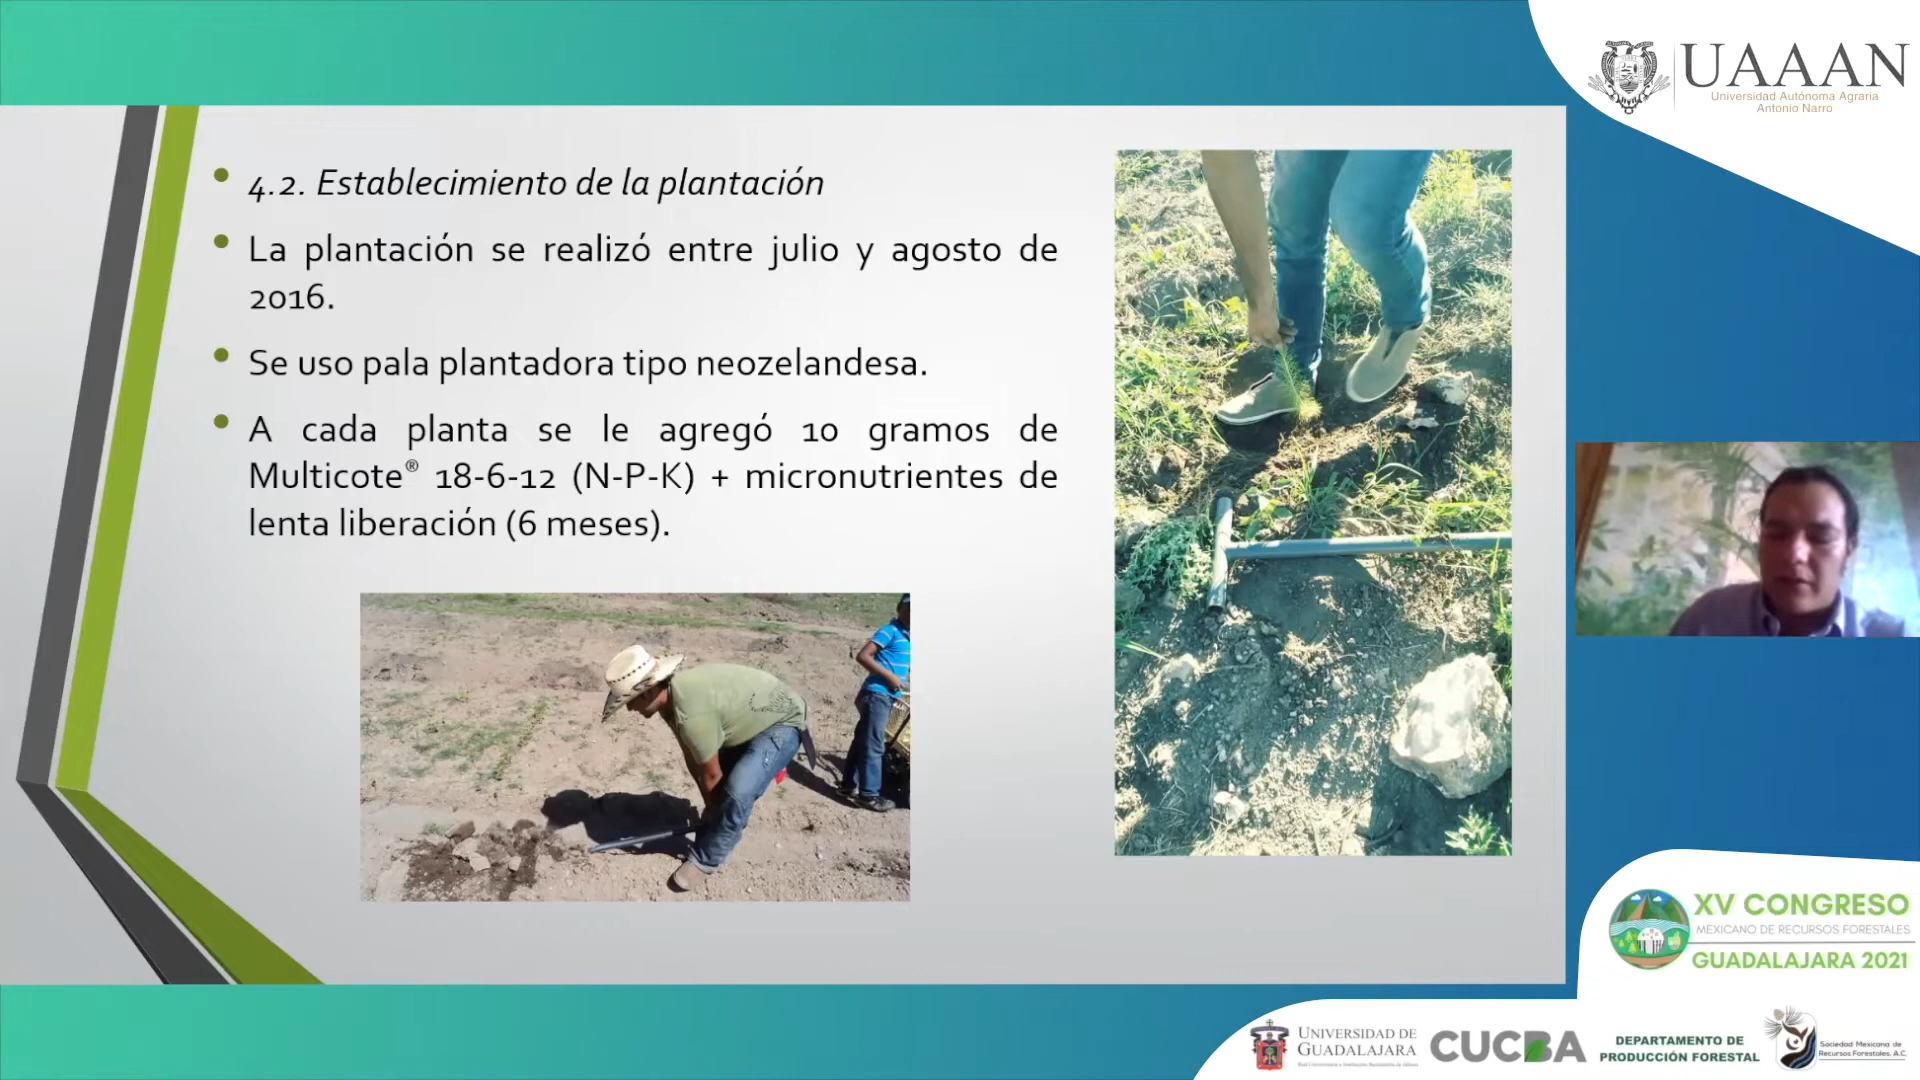 UAAAN
Universidad Autónoma Agraria
Antonio Narro
• 4.2. Establecimiento de la plantación
• La plantación se realizó entre julio y agosto de
2016.
• Se uso pala plantadora tipo neozelandesa.
• A cada planta se le agregó 10 gramos de
Multicote® 18-6-12 (N-P-K) + micronutrientes de
lenta liberación (6 meses).
XV CONGRESO
MEXICANO DE RECURSOS FORESTALES
GUADALAJARA 2021
UNIVERSIDAD DE
GUADALAJARA
CUCBA
DEPARTAMENTO DE
PRODUCCIÓN FORESTAL
Sociedad Mexicana de
Recursos Forestales, A.C.